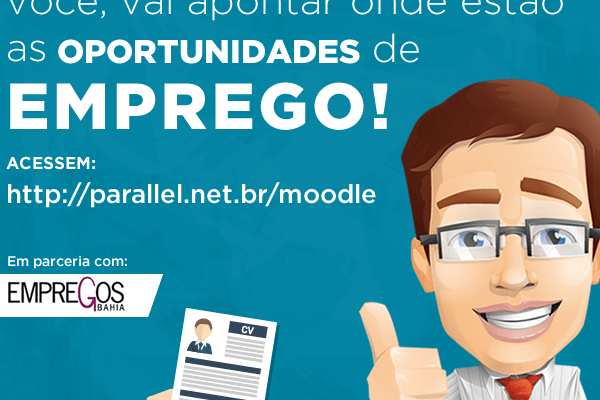 você, vai apontar onde estão
as OPORTUNIDADES de
EMPREGO!
ACESSEM:
http://parallel.net.br/moodle
Em parceria com:
EMPREGOS
BAHIA
CV